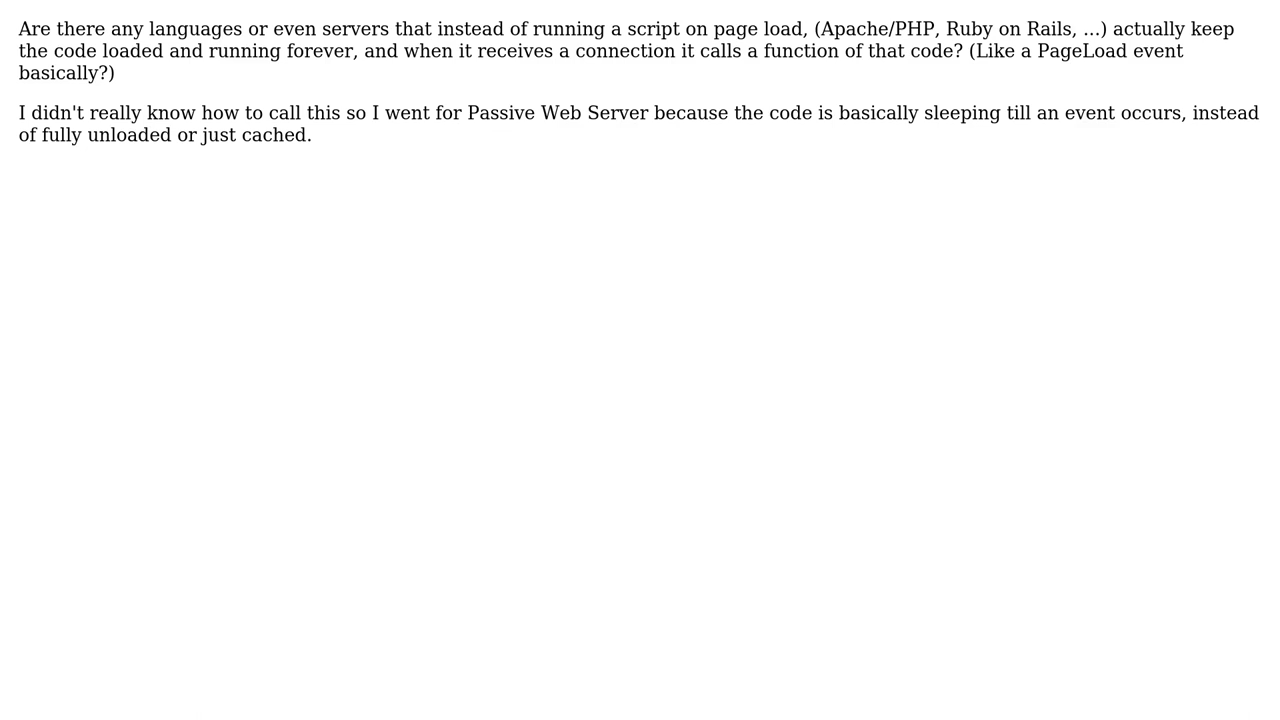 Are there any languages or even servers that instead of running a script on page load, (Apache/PHP, Ruby on Rails, ...) actually keep
the code loaded and running forever, and when it receives a connection it calls a function of that code? (Like a PageLoad event
basically?)
I didn't really know how to call this so I went for Passive Web Server because the code is basically sleeping till an event occurs, instead
of fully unloaded or just cached.